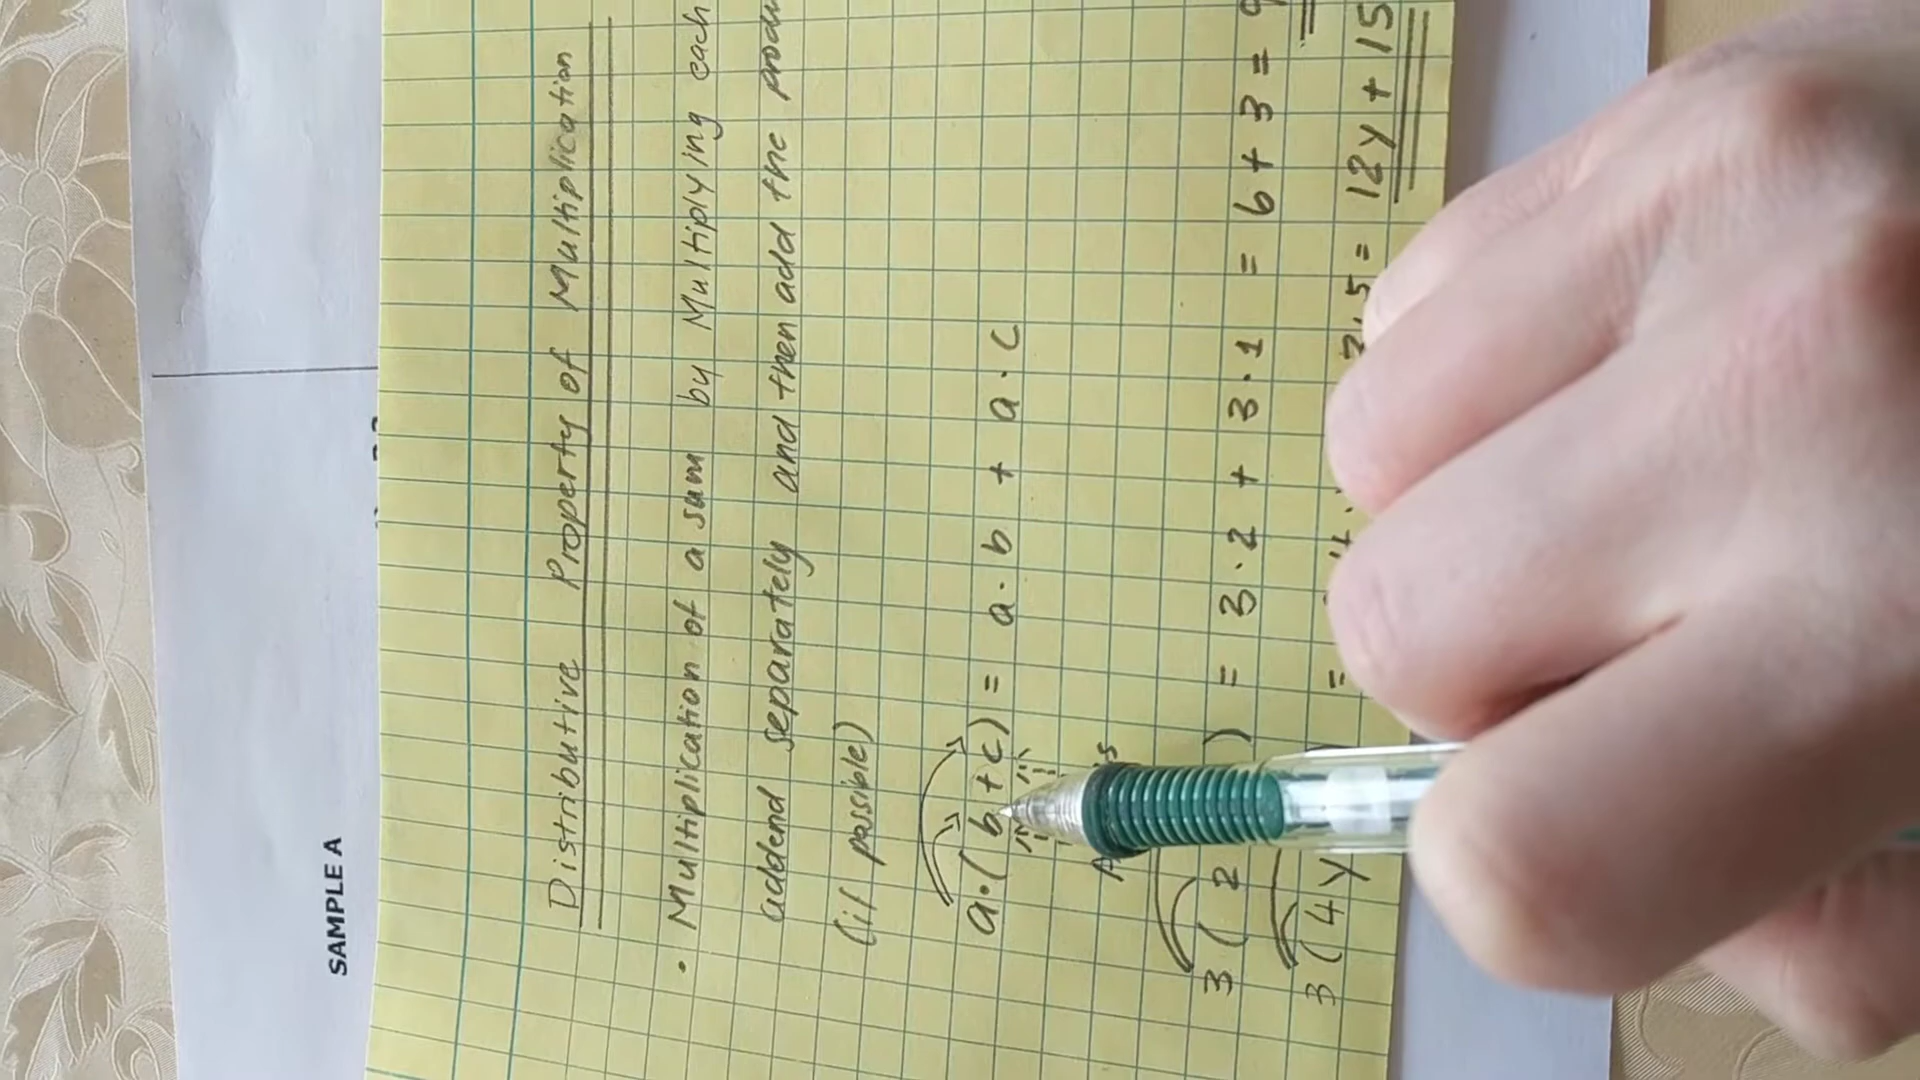 Distributive Property of Multiplication
• Multiplication of a sum by Multiplying each
addend separately and then add the
(if possible)
a·(b+c) = a·b + a·c
3(2 ) = 3·2 + 3·1 = 6+3=
3(4y = 5 = 12y+15
SAMPLE A